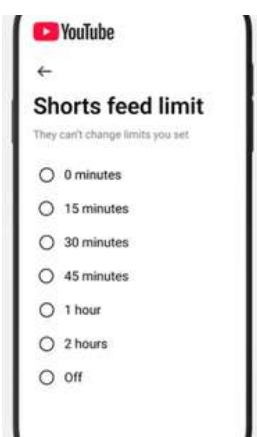 YouTube
Shorts feed limit
They can't change limits you set
0 minutes
15 minutes
30 minutes
45 minutes
1 hour
2 hours
Off